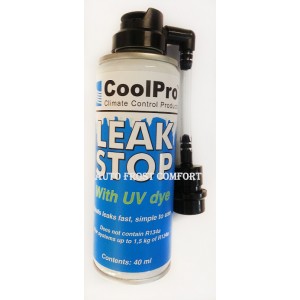 CoolPro
Climate Control Products
LEAK
STOP
AUTO FROST COMFORT
With UV dye
leaks fast, simple to use
Does not contain R134a
systems up to 1,5 kg of R134a
Contents: 40 ml